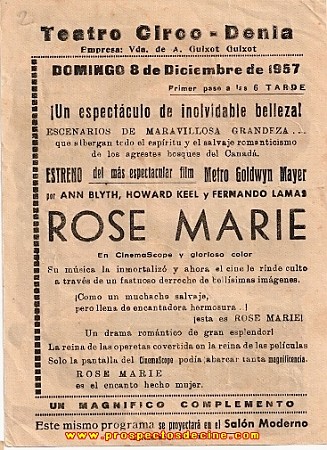 2
Teatro Circo - Denia
Empresa: Vda. de A. Guixot Guixot
DOMINGO 8 de Diciembre de 1957
Primer pase a las 6 TARDE
¡Un espectáculo de inolvidable belleza!
ESCENARIOS DE MARAVILLOSA GRANDEZA...
que albergan todo el espíritu y el salvaje romanticismo
de los agrestes bosques del Canadá.
ESTRENO del más espectacular film Metro Goldwyn Mayer
por ANN BLYTH, HOWARD KEEL y FERNANDO LAMAS
ROSE MARIE
En CinemaScope y glorioso color
Su música la inmortalizó y ahora el cine le rinde culto
a través de un fastuoso derroche de bellísimas imágenes.
¡Como un muchacho salvaje,
pero llena de encantadora hermosura..!
¡esta es ROSE MARIE!
Un drama romántico de gran esplendor!
La reina de las operetas covertida en la reina de las películas
Solo la pantalla del CinemaScope podía ¡abarcar tanta magnificencia.
ROSE MARIE
es el encanto hecho mujer.
UN MAGNIFICO COMPLEMENTO
Este mismo programa se proyectará en el Salón Moderno
www.prospectosdecine.com